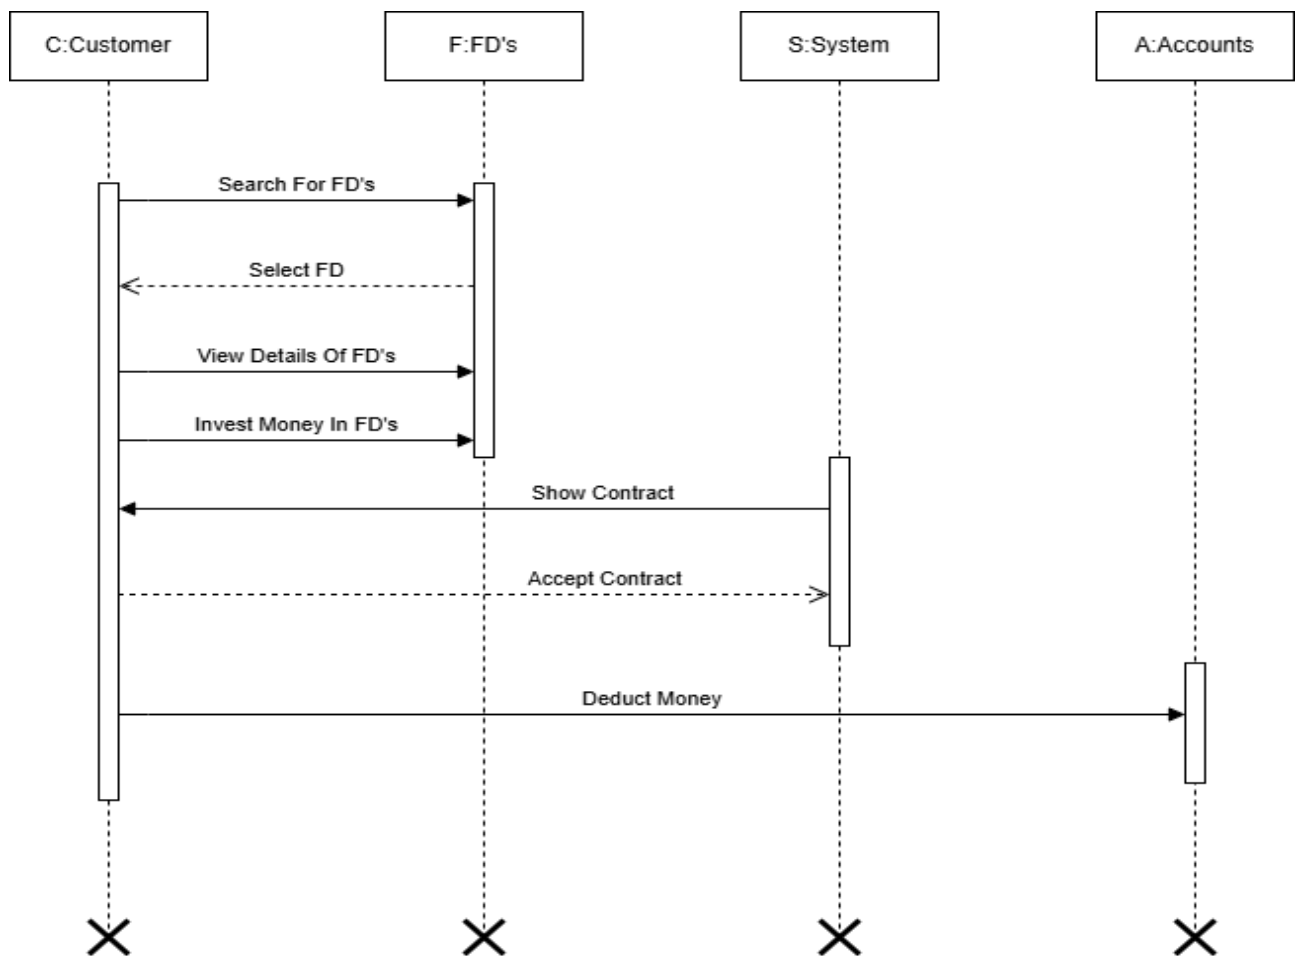 C:Customer
F:FD's
S:System
A:Accounts
Search For FD's
Select FD
View Details Of FD's
Invest Money In FD's
Show Contract
Accept Contract
Deduct Money